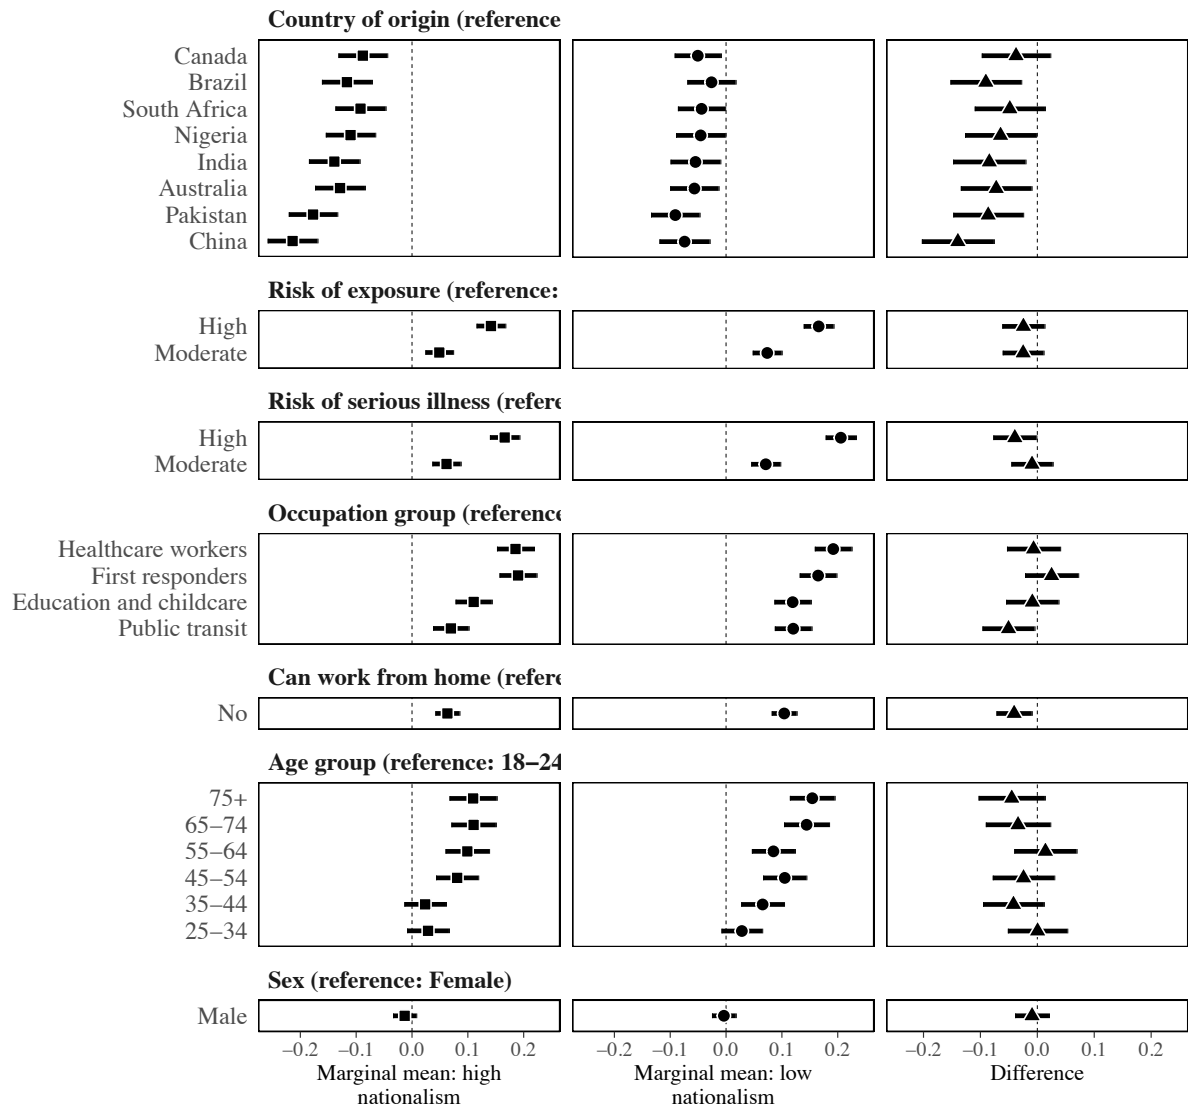 Country of origin (reference
Canada
Brazil
South Africa
Nigeria
India
Australia
Pakistan
China
Risk of exposure (reference:
High
Moderate
Risk of serious illness (refere
High
Moderate
Occupation group (reference
Healthcare workers
First responders
Education and childcare
Public transit
Can work from home (refere
No
Age group (reference: 18–24
75+
65–74
55–64
45–54
35–44
25–34
Sex (reference: Female)
Male
−0.2 −0.1 0.0 0.1 0.2 −0.2 −0.1 0.0 0.1 0.2 −0.2 −0.1 0.0 0.1 0.2
Marginal mean: high
nationalism
Marginal mean: low
nationalism
Difference